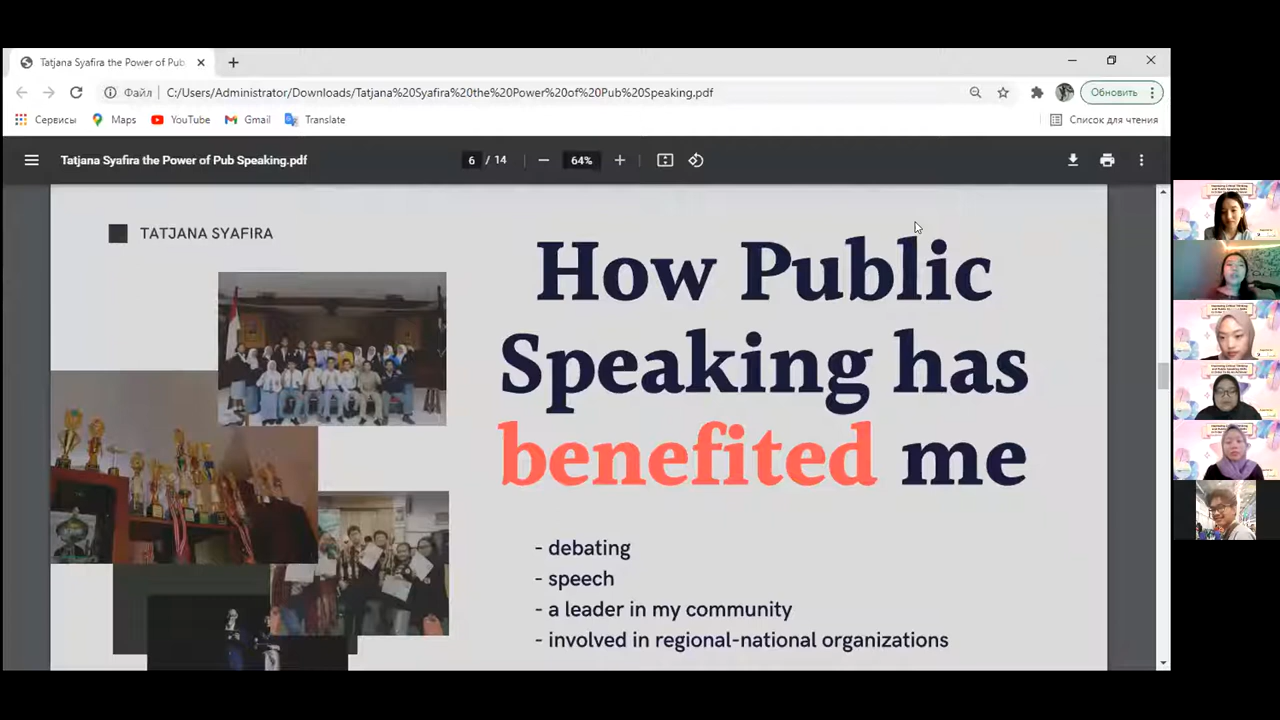 Tatjana Syafira the Power of Pub
Файл
C:/Users/Administrator/Downloads/Tatjana%20Syafira%20the%20Power%20of%20Pub%20Speaking.pdf
Обновить
Сервисы
Maps
YouTube
Gmail
Translate
Список для чтения
Tatjana Syafira the Power of Pub Speaking.pdf
6 / 14
64%
TATJANA SYAFIRA
How Public
Speaking has
benefited me
- debating
- speech
- a leader in my community
- involved in regional-national organizations